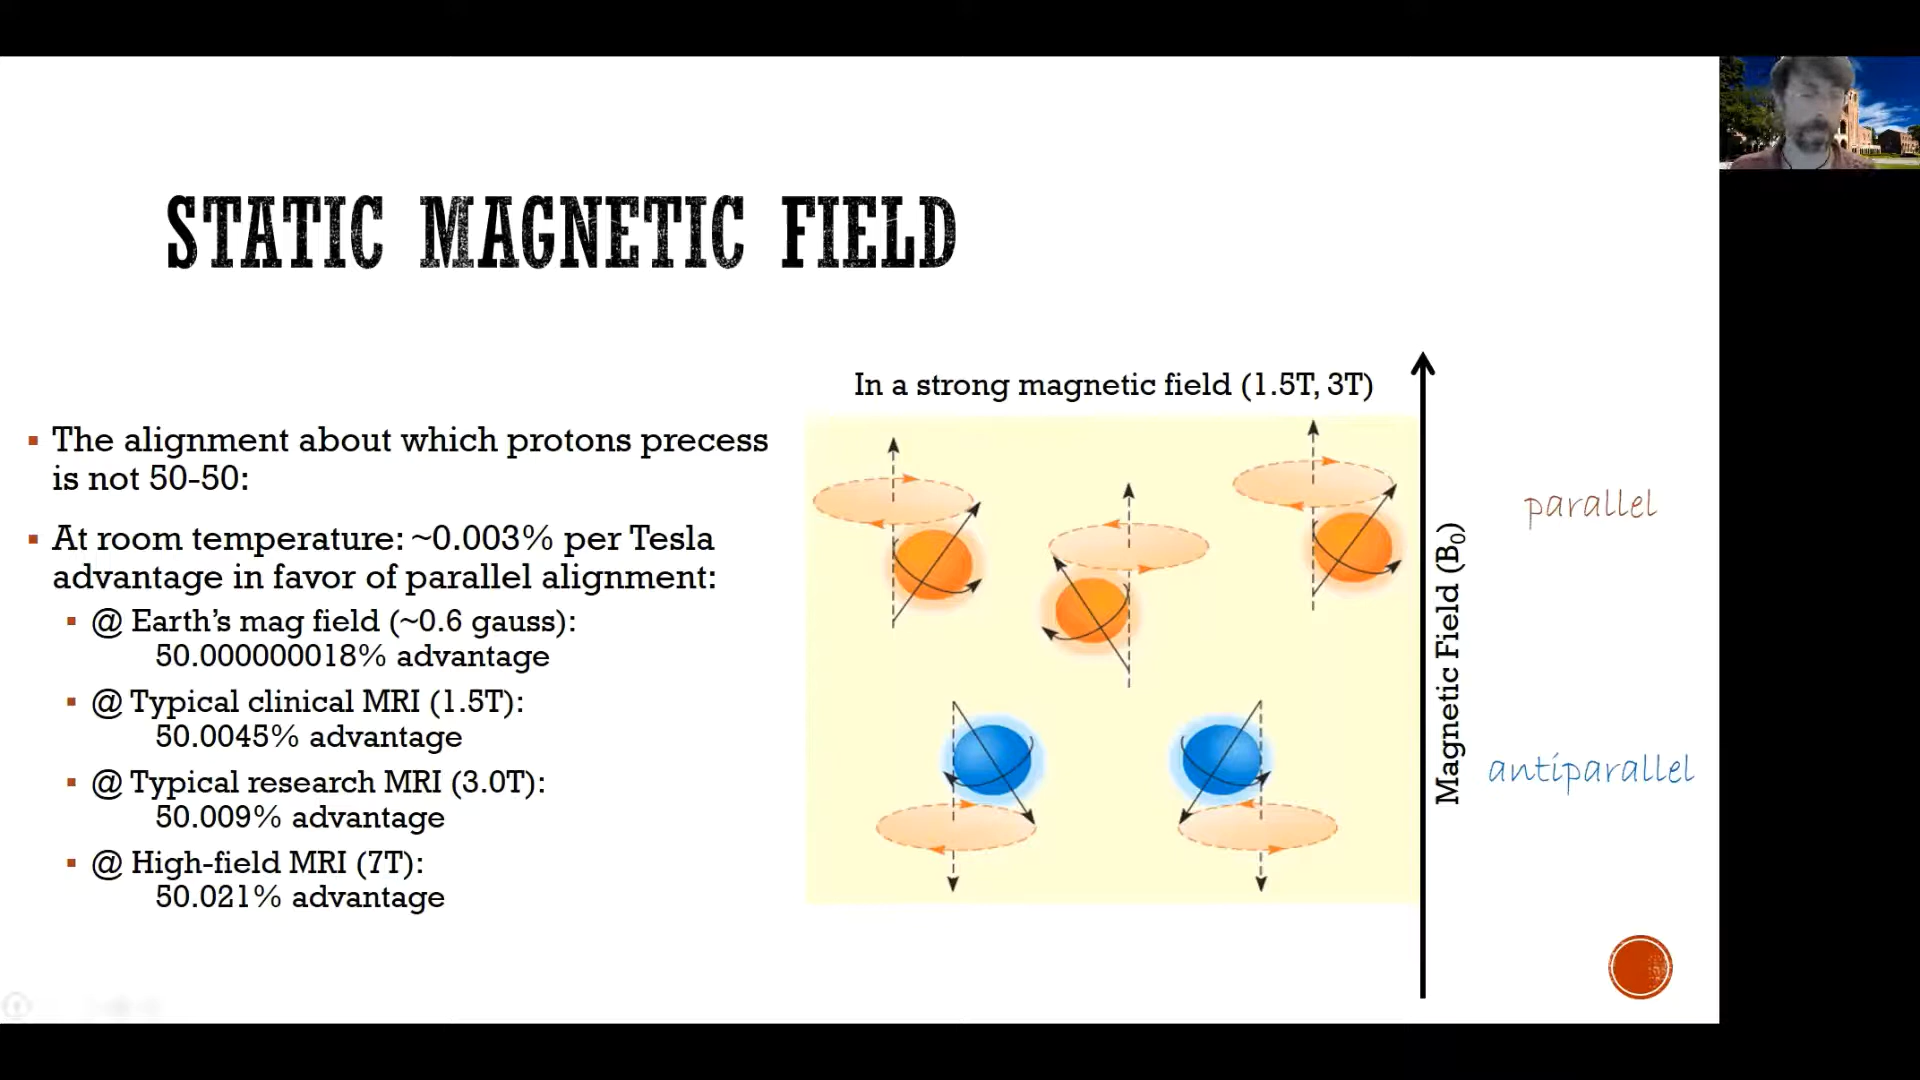 STATIC MAGNETIC FIELD
The alignment about which protons precess
is not 50-50:
At room temperature: ~0.003% per Tesla
advantage in favor of parallel alignment:
@ Earth's mag field (~0.6 gauss):
50.000000018% advantage
@ Typical clinical MRI (1.5T):
50.0045% advantage
@ Typical research MRI (3.0T):
50.009% advantage
@ High-field MRI (7T):
50.021% advantage
In a strong magnetic field (1.5T, 3T)
Magnetic Field (B₀)
parallel
antiparallel